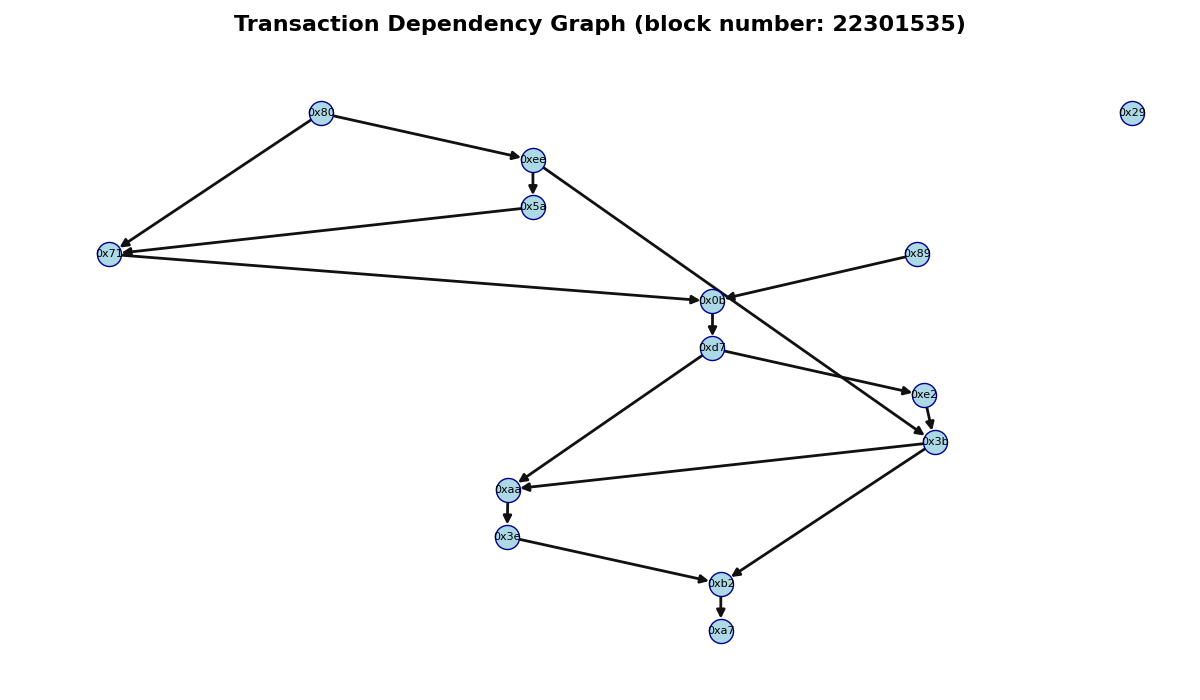 Transaction Dependency Graph (block number: 22301535)
0x80
0x29
0xee
0x5a
0x71
0x89
0x0b
0xd7
0xe2
0x3b
0xaa
0x3e
0xb2
0xa7